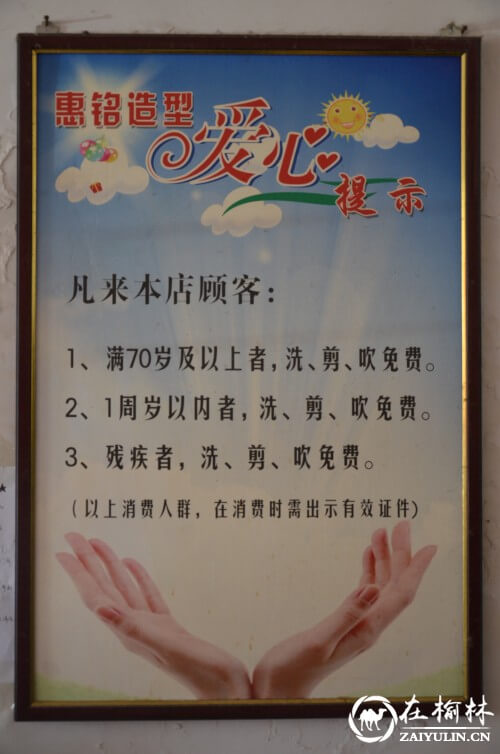 惠铭造型
爱心
提示
凡来本店顾客：
1、满70岁及以上者，洗、剪、吹免费。
2、1周岁以内者，洗、剪、吹免费。
3、残疾者，洗、剪、吹免费。
（以上消费人群，在消费时需出示有效证件）
在榆林
ZAIYULIN.CN